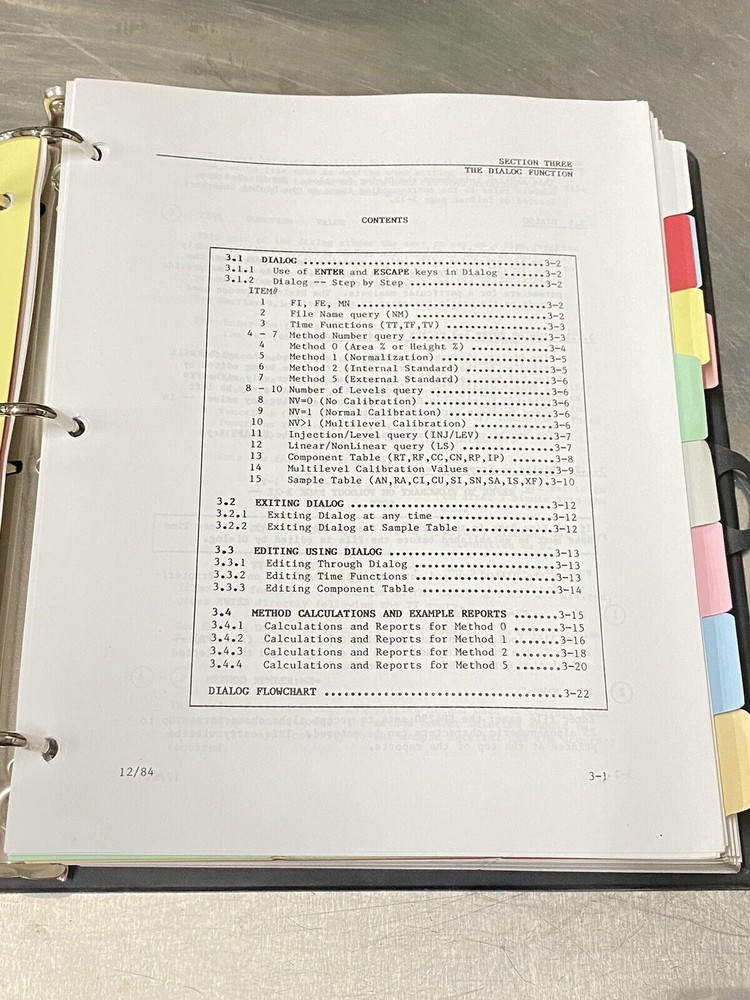 SECTION THREE
THE DIALOG FUNCTION
CONTENTS
3.1 DIALOG ..................................3-2
3.1.1 Use of ENTER and ESCAPE keys in Dialog .......3-2
3.1.2 Dialog -- Step by Step ....................3-2
ITEM#
1 FI, FE, MN ...........................3-2
2 File Name query (NM) .....................3-2
3 Time Functions (TT,TF,TV) ................3-3
4 - 7 Method Number query ......................3-3
4 Method 0 (Area % or Height %) .............3-4
5 Method 1 (Normalization) .................3-5
6 Method 2 (Internal Standard) ..............3-5
7 Method 5 (External Standard) ..............3-6
8 - 10 Number of Levels query ...................3-6
8 NV=0 (No Calibration) ....................3-6
9 NV=1 (Normal Calibration) ................3-6
10 NV>1 (Multilevel Calibration) .............3-6
11 Injection/Level query (INJ/LEV) ...........3-7
12 Linear/NonLinear query (LS) ...............3-7
13 Component Table (RT,RF,CC,CN,RP,IP) .......3-8
14 Multilevel Calibration Values .............3-9
15 Sample Table (AN,RA,CI,CU,SI,SN,SA,IS,XF).3-10
3.2 EXITING DIALOG ..............................3-12
3.2.1 Exiting Dialog at any time .................3-12
3.2.2 Exiting Dialog at Sample Table .............3-12
3.3 EDITING USING DIALOG ........................3-13
3.3.1 Editing Through Dialog .....................3-13
3.3.2 Editing Time Functions .....................3-13
3.3.3 Editing Component Table ....................3-14
3.4 METHOD CALCULATIONS AND EXAMPLE REPORTS .......3-15
3.4.1 Calculations and Reports for Method 0 .......3-15
3.4.2 Calculations and Reports for Method 1 .......3-16
3.4.3 Calculations and Reports for Method 2 .......3-18
3.4.4 Calculations and Reports for Method 5 .......3-20
DIALOG FLOWCHART ...................................3-22
12/84
3-1